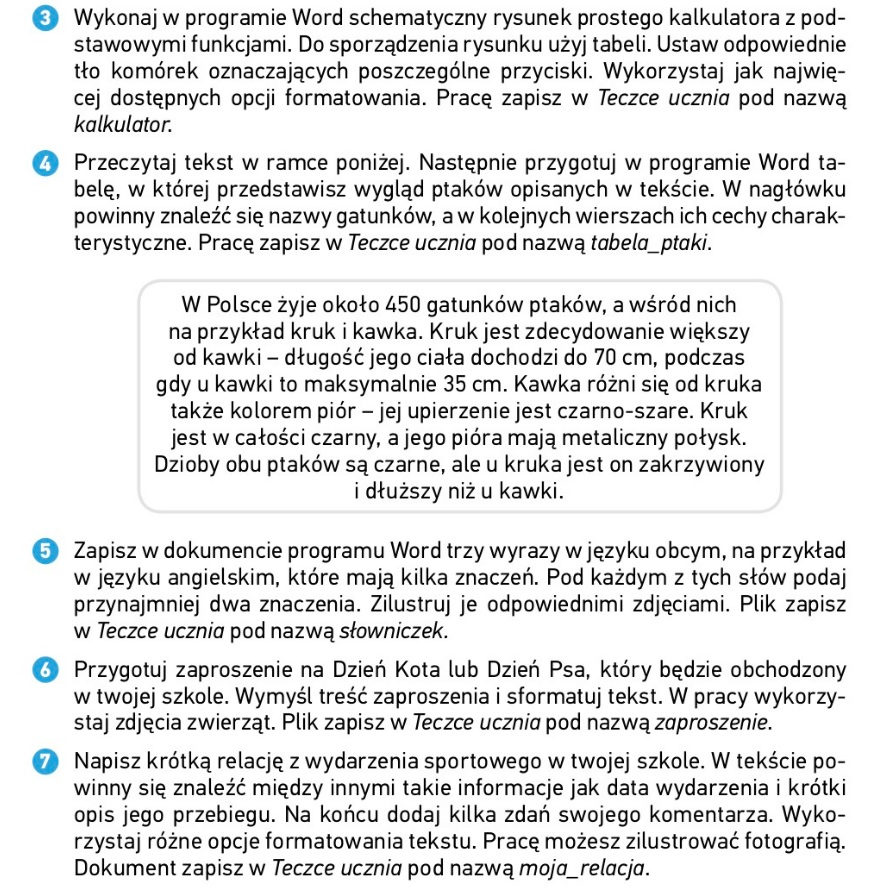 3 Wykonaj w programie Word schematyczny rysunek prostego kalkulatora z pod-
stawowymi funkcjami. Do sporządzenia rysunku użyj tabeli. Ustaw odpowiednie
tło komórek oznaczających poszczególne przyciski. Wykorzystaj jak najwię-
cej dostępnych opcji formatowania. Pracę zapisz w Teczce ucznia pod nazwą
kalkulator.
4 Przeczytaj tekst w ramce poniżej. Następnie przygotuj w programie Word ta-
belę, w której przedstawisz wygląd ptaków opisanych w tekście. W nagłówku
powinny znaleźć się nazwy gatunków, a w kolejnych wierszach ich cechy charak-
terystyczne. Pracę zapisz w Teczce ucznia pod nazwą tabela_ptaki.
W Polsce żyje około 450 gatunków ptaków, a wśród nich
na przykład kruk i kawka. Kruk jest zdecydowanie większy
od kawki – długość jego ciała dochodzi do 70 cm, podczas
gdy u kawki to maksymalnie 35 cm. Kawka różni się od kruka
także kolorem piór – jej upierzenie jest czarno-szare. Kruk
jest w całości czarny, a jego pióra mają metaliczny połysk.
Dzioby obu ptaków są czarne, ale u kruka jest on zakrzywiony
i dłuższy niż u kawki.
5 Zapisz w dokumencie programu Word trzy wyrazy w języku obcym, na przykład
w języku angielskim, które mają kilka znaczeń. Pod każdym z tych słów podaj
przynajmniej dwa znaczenia. Zilustruj je odpowiednimi zdjęciami. Plik zapisz
w Teczce ucznia pod nazwą słowniczek.
6 Przygotuj zaproszenie na Dzień Kota lub Dzień Psa, który będzie obchodzony
w twojej szkole. Wymyśl treść zaproszenia i sformatuj tekst. W pracy wykorzy-
staj zdjęcia zwierząt. Plik zapisz w Teczce ucznia pod nazwą zaproszenie.
7 Napisz krótką relację z wydarzenia sportowego w twojej szkole. W tekście po-
winny się znaleźć między innymi takie informacje jak data wydarzenia i krótki
opis jego przebiegu. Na końcu dodaj kilka zdań swojego komentarza. Wyko-
rzystaj różne opcje formatowania tekstu. Pracę możesz zilustrować fotografią.
Dokument zapisz w Teczce ucznia pod nazwą moja_relacja.